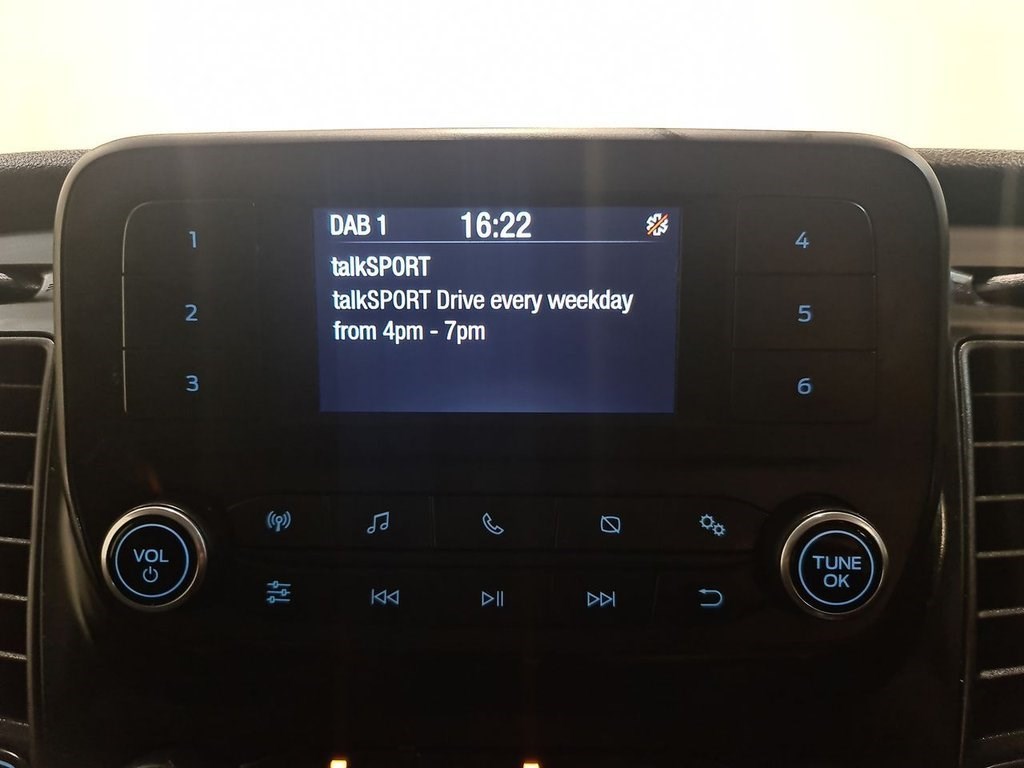 DAB 1 16:22
talkSPORT
talkSPORT Drive every weekday
from 4pm - 7pm
1
2
3
4
5
6
VOL
TUNE
OK